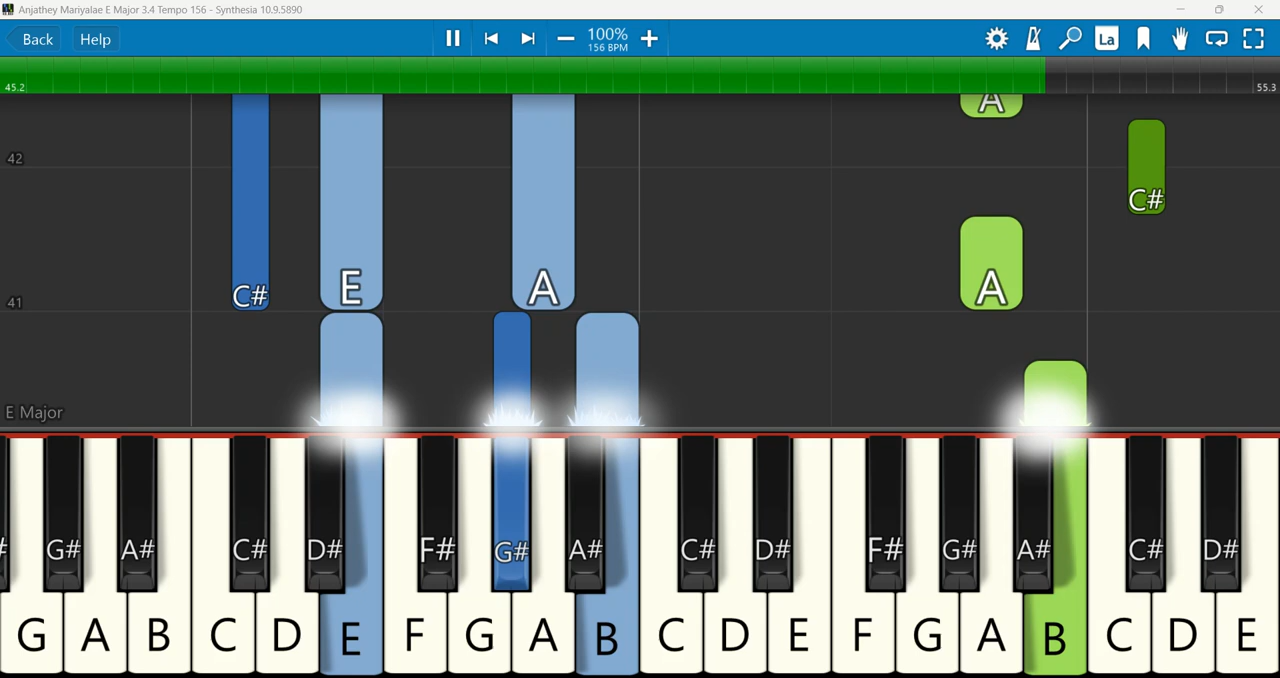 Anjathey Mariyalae E Major 3.4 Tempo 156 - Synthesia 10.9.5890
Back Help 100% La
156 BPM
45.2 55.3
A
42
C#
C# E A A
41
E Major
G# A# C# D# F# G# A# C# D# F# G# A# C# D#
G A B C D E F G A B C D E F G A B C D E